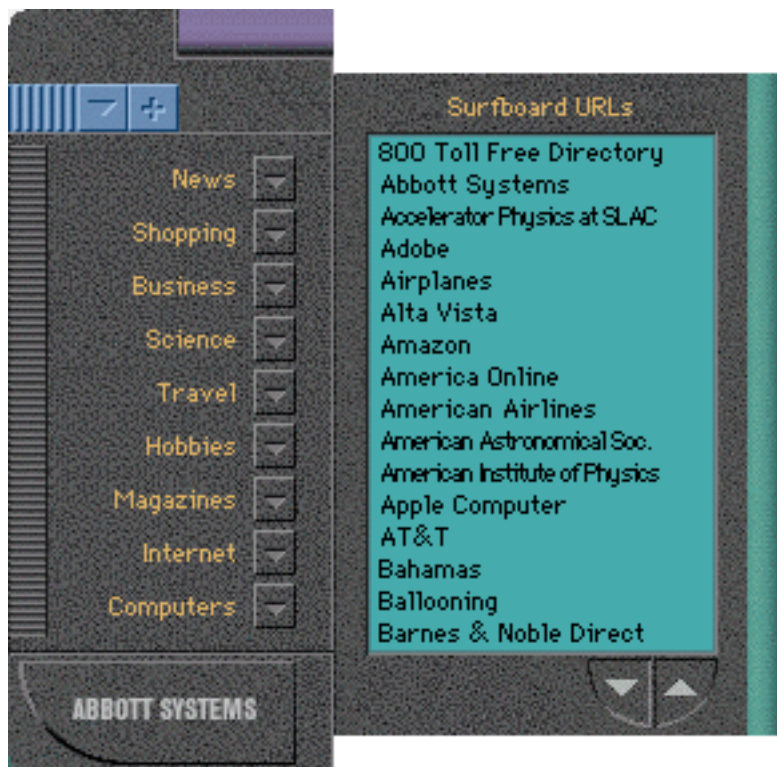 News
Shopping
Business
Science
Travel
Hobbies
Magazines
Internet
Computers
ABBOTT SYSTEMS
Surfboard URLs
800 Toll Free Directory
Abbott Systems
Accelerator Physics at SLAC
Adobe
Airplanes
Alta Vista
Amazon
America Online
American Airlines
American Astronomical Soc.
American Institute of Physics
Apple Computer
AT&T
Bahamas
Ballooning
Barnes & Noble Direct